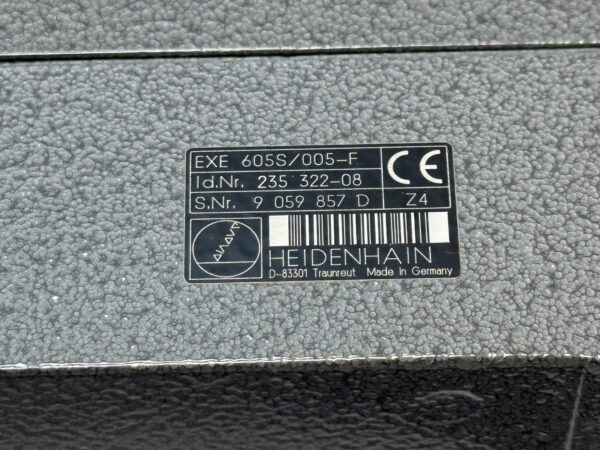 EXE 605S/005-F
Id.Nr. 235 322-08
S.Nr. 9 059 857 D Z4
CE
HEIDENHAIN
D-83301 Traunreut Made in Germany